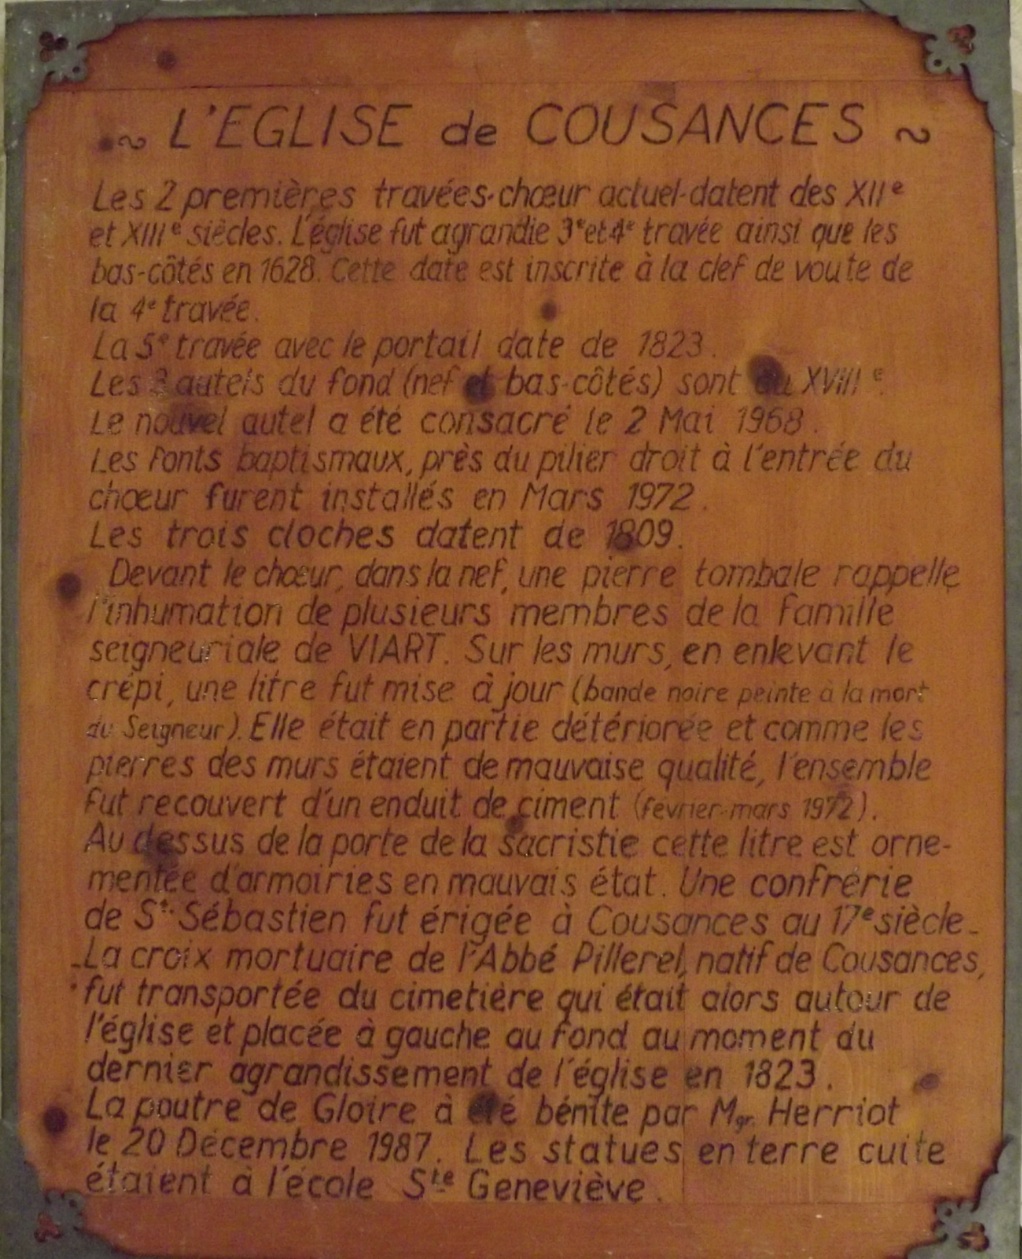 ~ L'EGLISE de COUSANCES ~
Les 2 premières travées-chœur actuel-datent des XIIe
et XIIIe siècles. L'église fut agrandie 3e et 4e travée ainsi que les
bas-côtés en 1628. Cette date est inscrite à la clef de voute de
la 4e travée.
La 5e travée avec le portail date de 1823.
Les 3 autels du fond (nef et bas-côtés) sont du XVIIIe.
Le nouvel autel a été consacré le 2 Mai 1968.
Les Fonts baptismaux, près du pilier droit à l'entrée du
chœur furent installés en Mars 1972.
Les trois cloches datent de 1809.
Devant le chœur, dans la nef, une pierre tombale rappelle
l'inhumation de plusieurs membres de la Famille
seigneuriale de VIART. Sur les murs, en enlevant le
crépi, une litre fut mise à jour (bande noire peinte à la mort
du Seigneur). Elle était en partie détériorée et comme les
pierres des murs étaient de mauvaise qualité, l'ensemble
fut recouvert d'un enduit de ciment (février-mars 1972).
Au dessus de la porte de la sacristie cette litre est orne-
mentée d'armoiries en mauvais état. Une confrérie
de St. Sébastien fut érigée à Cousances au 17e siècle.
La croix mortuaire de l'Abbé Pillerel, natif de Cousances,
fut transportée du cimetière qui était alors autour de
l'église et placée à gauche au fond au moment du
dernier agrandissement de l'église en 1823.
La poutre de Gloire à été bénite par Mgr. Herriot
le 20 Décembre 1987. Les statues en terre cuite
étaient à l'école Ste Geneviève.